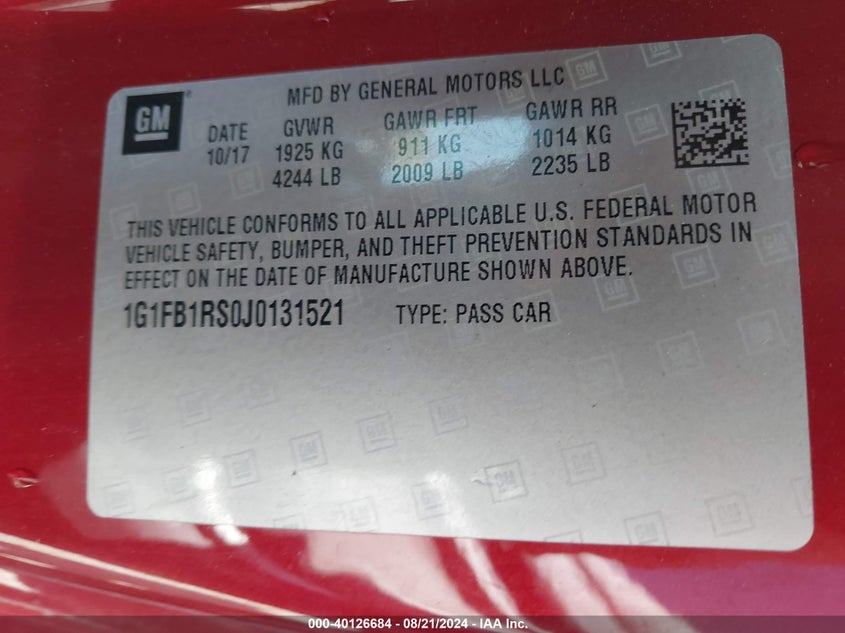 GM
MFD BY GENERAL MOTORS LLC
DATE GVWR GAWR FRT GAWR RR
10/17 1925 KG 911 KG 1014 KG
4244 LB 2009 LB 2235 LB
THIS VEHICLE CONFORMS TO ALL APPLICABLE U.S. FEDERAL MOTOR
VEHICLE SAFETY, BUMPER, AND THEFT PREVENTION STANDARDS IN
EFFECT ON THE DATE OF MANUFACTURE SHOWN ABOVE.
1G1FB1RS0J0131521 TYPE: PASS CAR
000-40126684 - 08/21/2024 - IAA Inc.